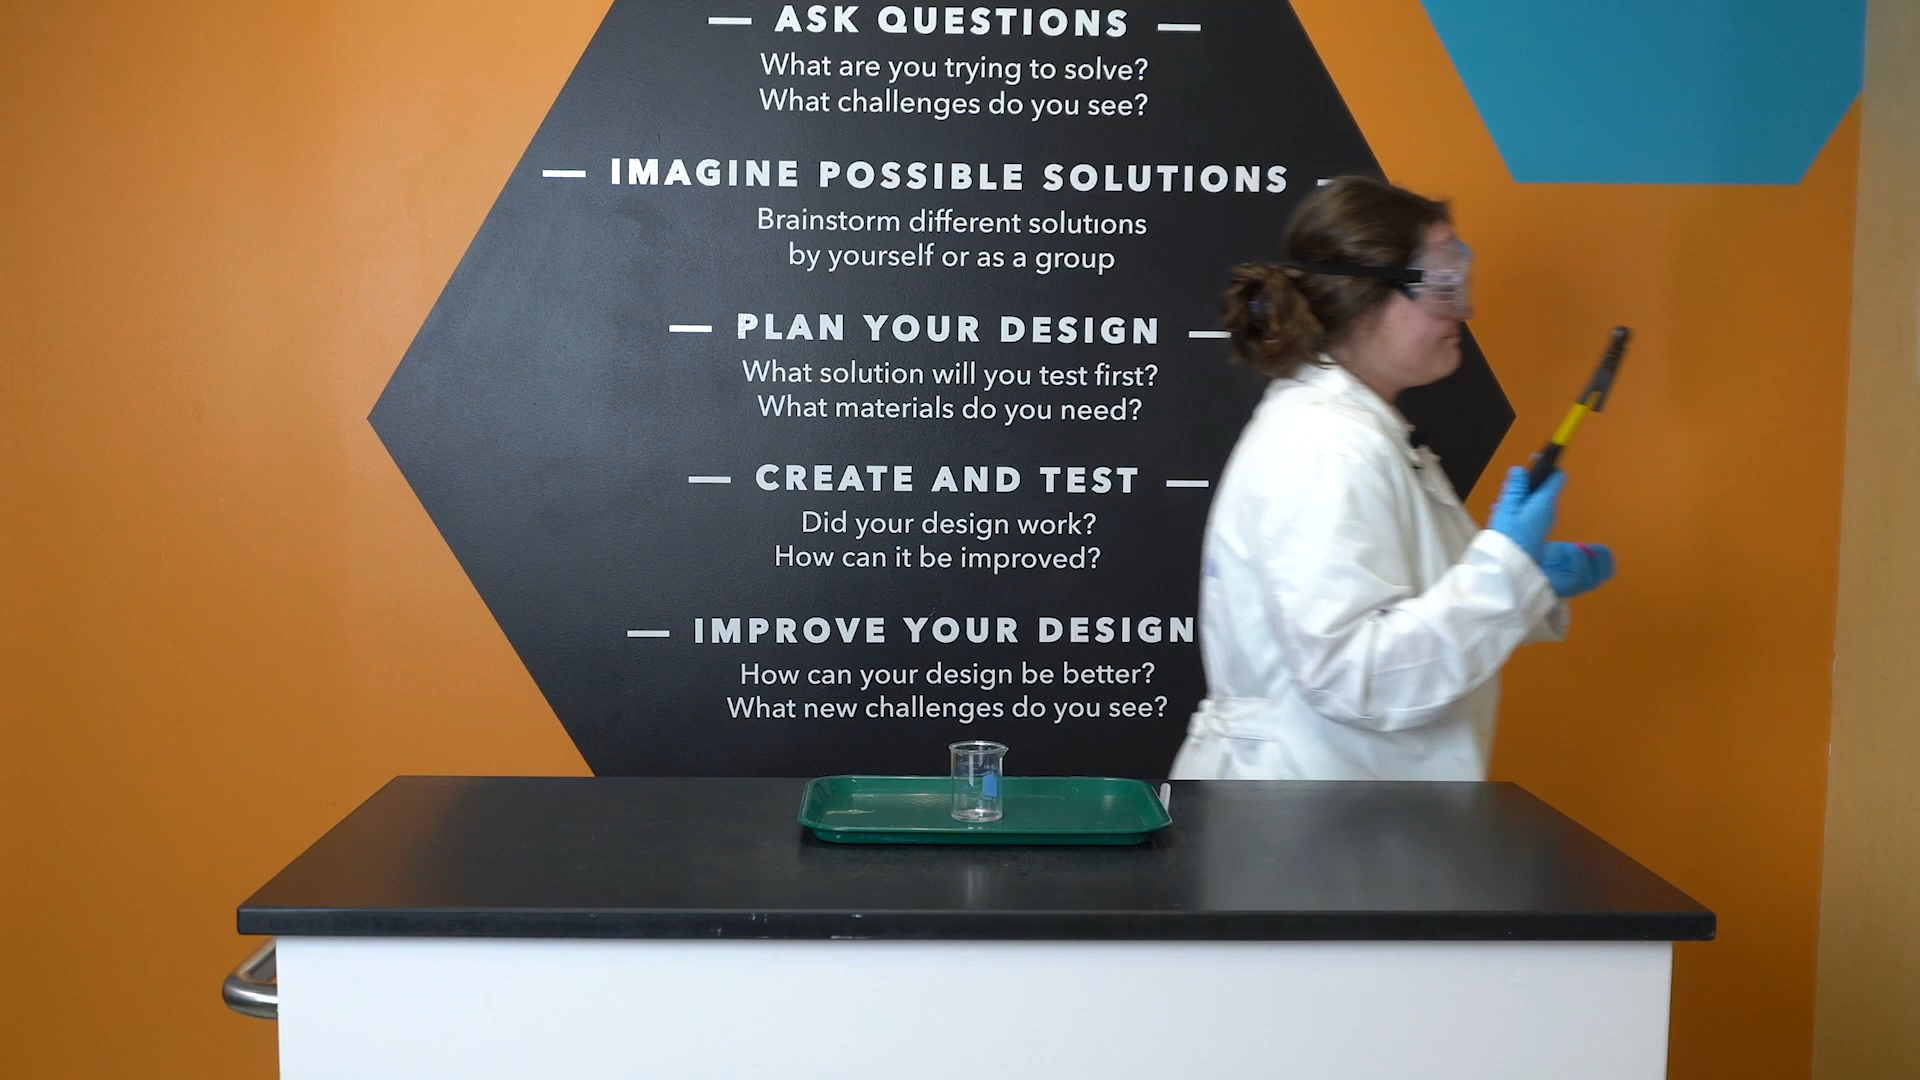 ASK QUESTIONS
What are you trying to solve?
What challenges do you see?
IMAGINE POSSIBLE SOLUTIONS
Brainstorm different solutions
by yourself or as a group
PLAN YOUR DESIGN
What solution will you test first?
What materials do you need?
CREATE AND TEST
Did your design work?
How can it be improved?
IMPROVE YOUR DESIGN
How can your design be better?
What new challenges do you see?